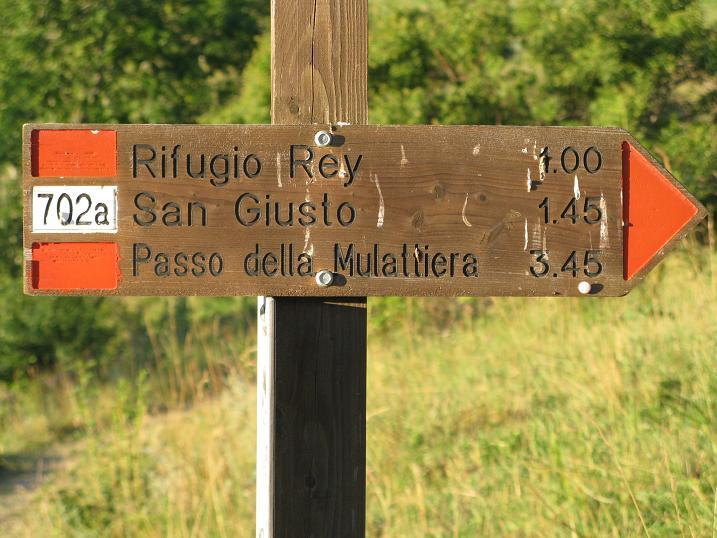 Rifugio Rey 1.00
702a San Giusto 1.45
Passo della Mulattiera 3.45